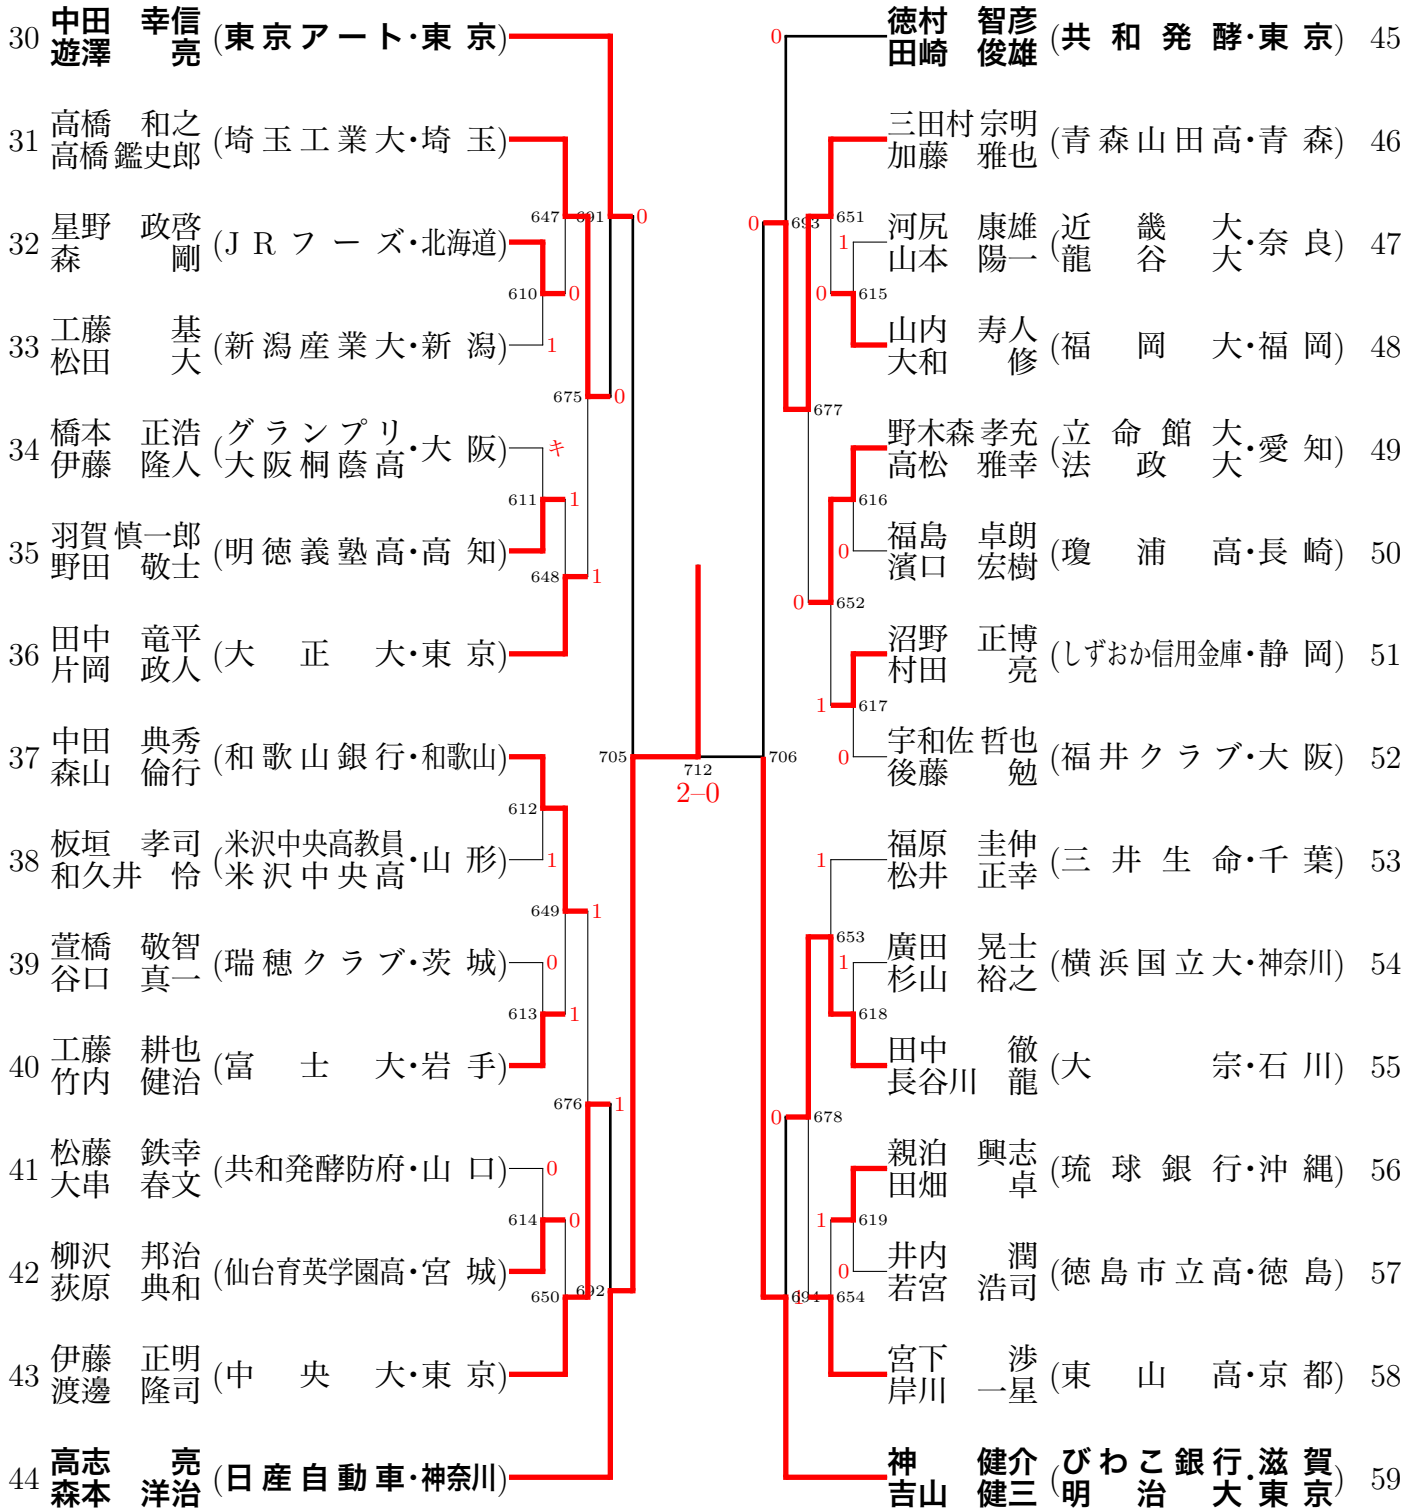 30 中田 幸信 遊澤 亮 (東京アート・東京)
31 高橋 和之 高橋鑑史郎 (埼玉工業大・埼玉)
32 星野 政啓 森 剛 (JRフーズ・北海道)
33 工藤 基 松田 大 (新潟産業大・新潟)
34 橋本 正浩 伊藤 隆人 (グランプリ 大阪桐蔭高・大阪)
35 羽賀慎一郎 野田 敬士 (明徳義塾高・高知)
36 田中 竜平 片岡 政人 (大正大・東京)
37 中田 典秀 森山 倫行 (和歌山銀行・和歌山)
38 板垣 孝司 和久井 怜 (米沢中央高教員 米沢中央高・山形)
39 萱橋 敬智 谷口 真一 (瑞穂クラブ・茨城)
40 工藤 耕也 竹内 健治 (富士大・岩手)
41 松藤 鉄幸 大串 春文 (共和発酵防府・山口)
42 柳沢 邦治 荻原 典和 (仙台育英学園高・宮城)
43 伊藤 正明 渡邊 隆司 (中央大・東京)
44 高志 亮 森本 洋治 (日産自動車・神奈川)
647 691 0
610 0
1
675 0
キ
611 1
648 1
612
1
649 1
0
613 1
676 1
0
614 0
650 692
705 712 706
2–0
徳村 智彦 田崎 俊雄 (共和発酵・東京) 45
三田村宗明 加藤 雅也 (青森山田高・青森) 46
河尻 康雄 山本 陽一 (近畿大 龍谷大・奈良) 47
山内 寿人 大和 修 (福岡大・福岡) 48
野木森孝充 高松 雅幸 (立命館大 法政大・愛知) 49
福島 卓朗 濱口 宏樹 (瓊浦高・長崎) 50
沼野 正博 村田 亮 (しずおか信用金庫・静岡) 51
宇和佐哲也 後藤 勉 (福井クラブ・大阪) 52
福原 圭伸 松井 正幸 (三井生命・千葉) 53
廣田 晃士 杉山 裕之 (横浜国立大・神奈川) 54
田中 徹 長谷川 龍 (大宗・石川) 55
親泊 興志 田畑 卓 (琉球銀行・沖縄) 56
井内 潤 若宮 浩司 (徳島市立高・徳島) 57
宮下 渉 岸川 一星 (東山高・京都) 58
神 健介 吉山 健三 (びわこ銀行 明治大・滋賀 東京) 59
0
0 693 651
1
0 615
677
616
0
0 652
1 617
0
1
653
1
618
0 678
1 619
0
694 1 654